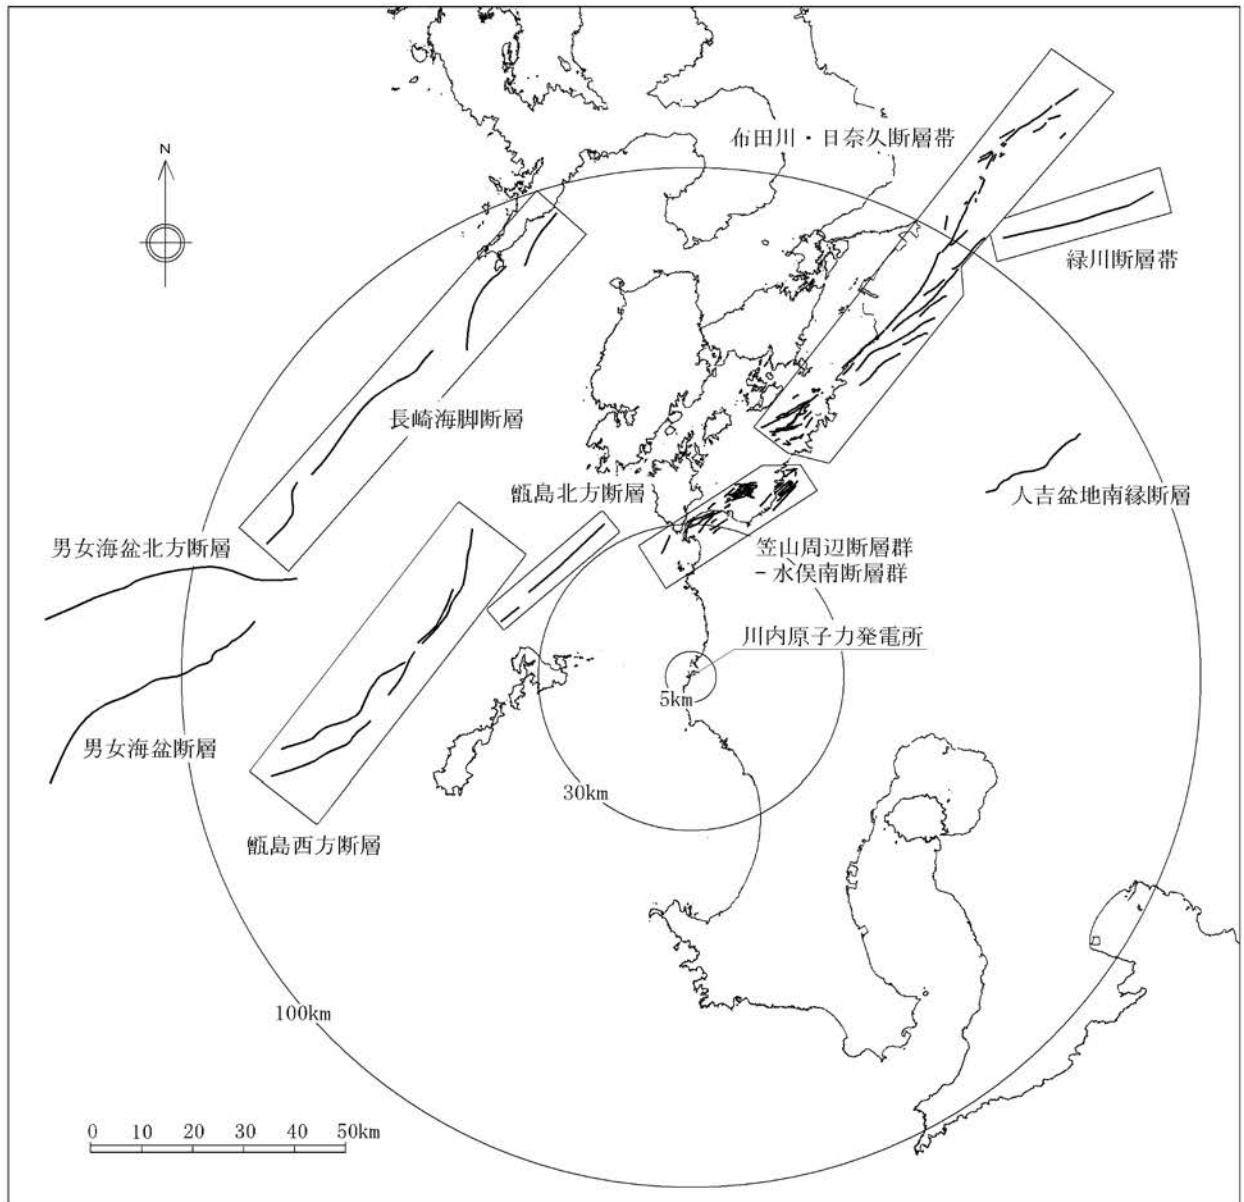 布田川・日奈久断層帯
N
緑川断層帯
長崎海脚断層
甑島北方断層
人吉盆地南縁断層
男女海盆北方断層
笠山周辺断層群
－水俣南断層群
川内原子力発電所
5km
男女海盆断層
30km
甑島西方断層
100km
0 10 20 30 40 50km